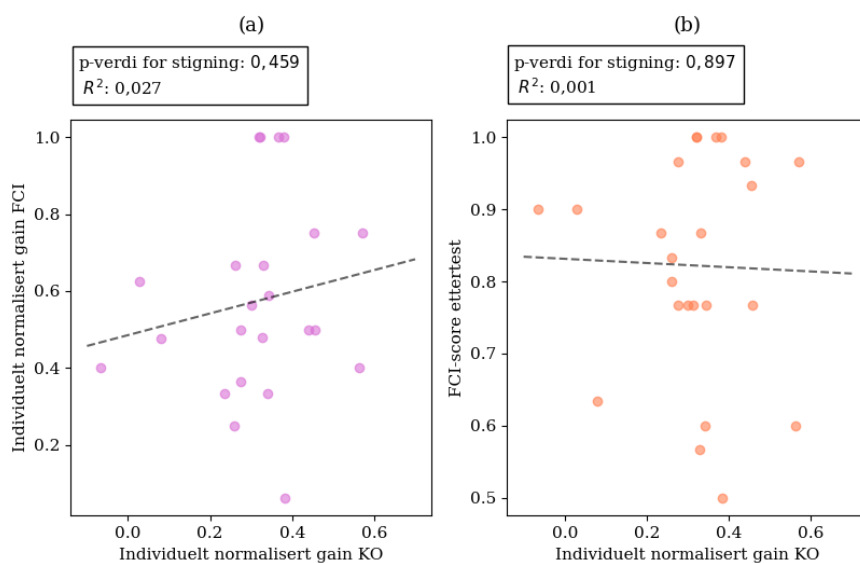 (a)
p-verdi for stigning: 0,459
R²: 0,027
1.0
0.8
0.6
0.4
0.2
Individuelt normalisert gain FCI
0.0
0.2
0.4
0.6
Individuelt normalisert gain KO
(b)
p-verdi for stigning: 0,897
R²: 0,001
1.0
0.9
0.8
0.7
0.6
0.5
FCI-score ettertest
0.0
0.2
0.4
0.6
Individuelt normalisert gain KO